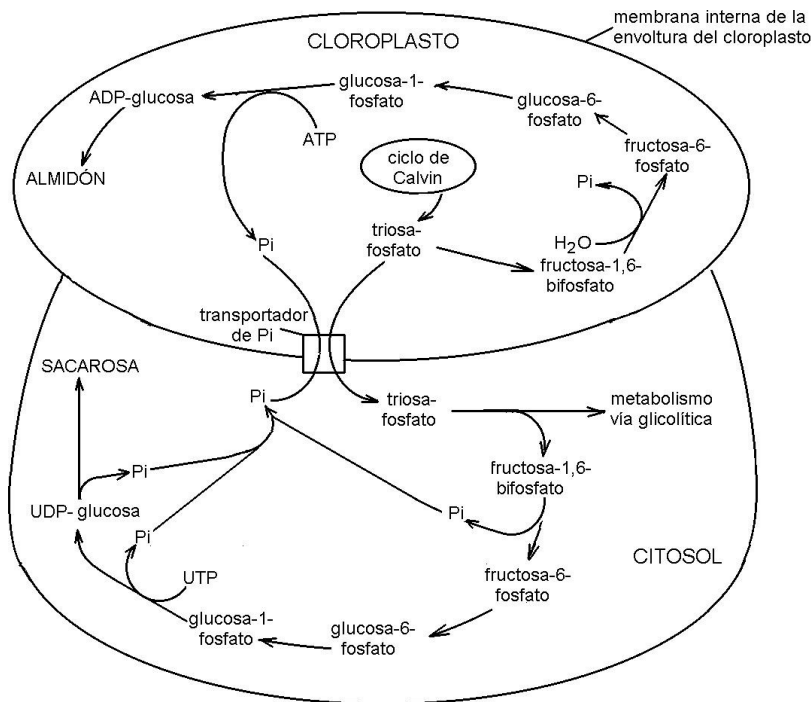 membrana interna de la
envoltura del cloroplasto
CLOROPLASTO
glucosa-1-
fosfato
ADP-glucosa
glucosa-6-
fosfato
ATP
fructosa-6-
fosfato
ciclo de
Calvin
ALMIDÓN
Pi
triosa-
fosfato
H2O
Pi
fructosa-1,6-
bifosfato
transportador
de Pi
SACAROSA
Pi
triosa-
fosfato
metabolismo
vía glicolítica
fructosa-1,6-
bifosfato
Pi
UDP- glucosa
Pi
Pi
CITOSOL
UTP
fructosa-6-
fosfato
glucosa-1-
fosfato
glucosa-6-
fosfato